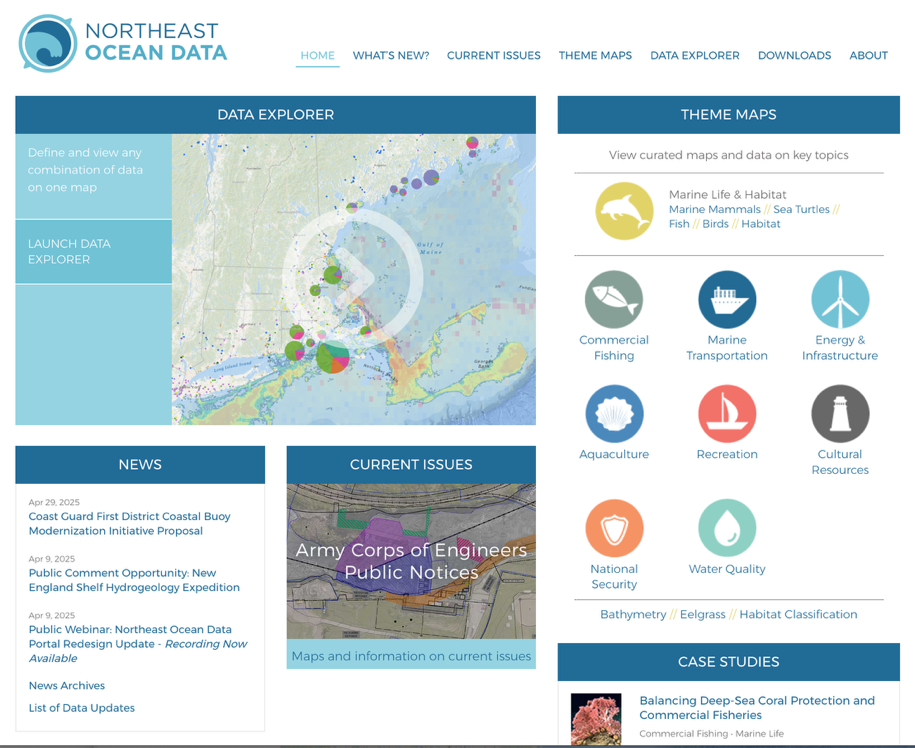 NORTHEAST
OCEAN DATA
HOME WHAT'S NEW? CURRENT ISSUES THEME MAPS DATA EXPLORER DOWNLOADS ABOUT
DATA EXPLORER
Define and view any
combination of data
on one map
LAUNCH DATA
EXPLORER
Gulf of
Maine
Long Island Sound
Georges
Bank
NEWS
Apr 29, 2025
Coast Guard First District Coastal Buoy
Modernization Initiative Proposal
Apr 9, 2025
Public Comment Opportunity: New
England Shelf Hydrogeology Expedition
Apr 9, 2025
Public Webinar: Northeast Ocean Data
Portal Redesign Update - Recording Now
Available
News Archives
List of Data Updates
CURRENT ISSUES
Army Corps of Engineers
Public Notices
Maps and information on current issues
THEME MAPS
View curated maps and data on key topics
Marine Life & Habitat
Marine Mammals // Sea Turtles //
Fish // Birds // Habitat
Commercial
Fishing
Marine
Transportation
Energy &
Infrastructure
Aquaculture
Recreation
Cultural
Resources
National
Security
Water Quality
Bathymetry // Eelgrass // Habitat Classification
CASE STUDIES
Balancing Deep-Sea Coral Protection and
Commercial Fisheries
Commercial Fishing - Marine Life